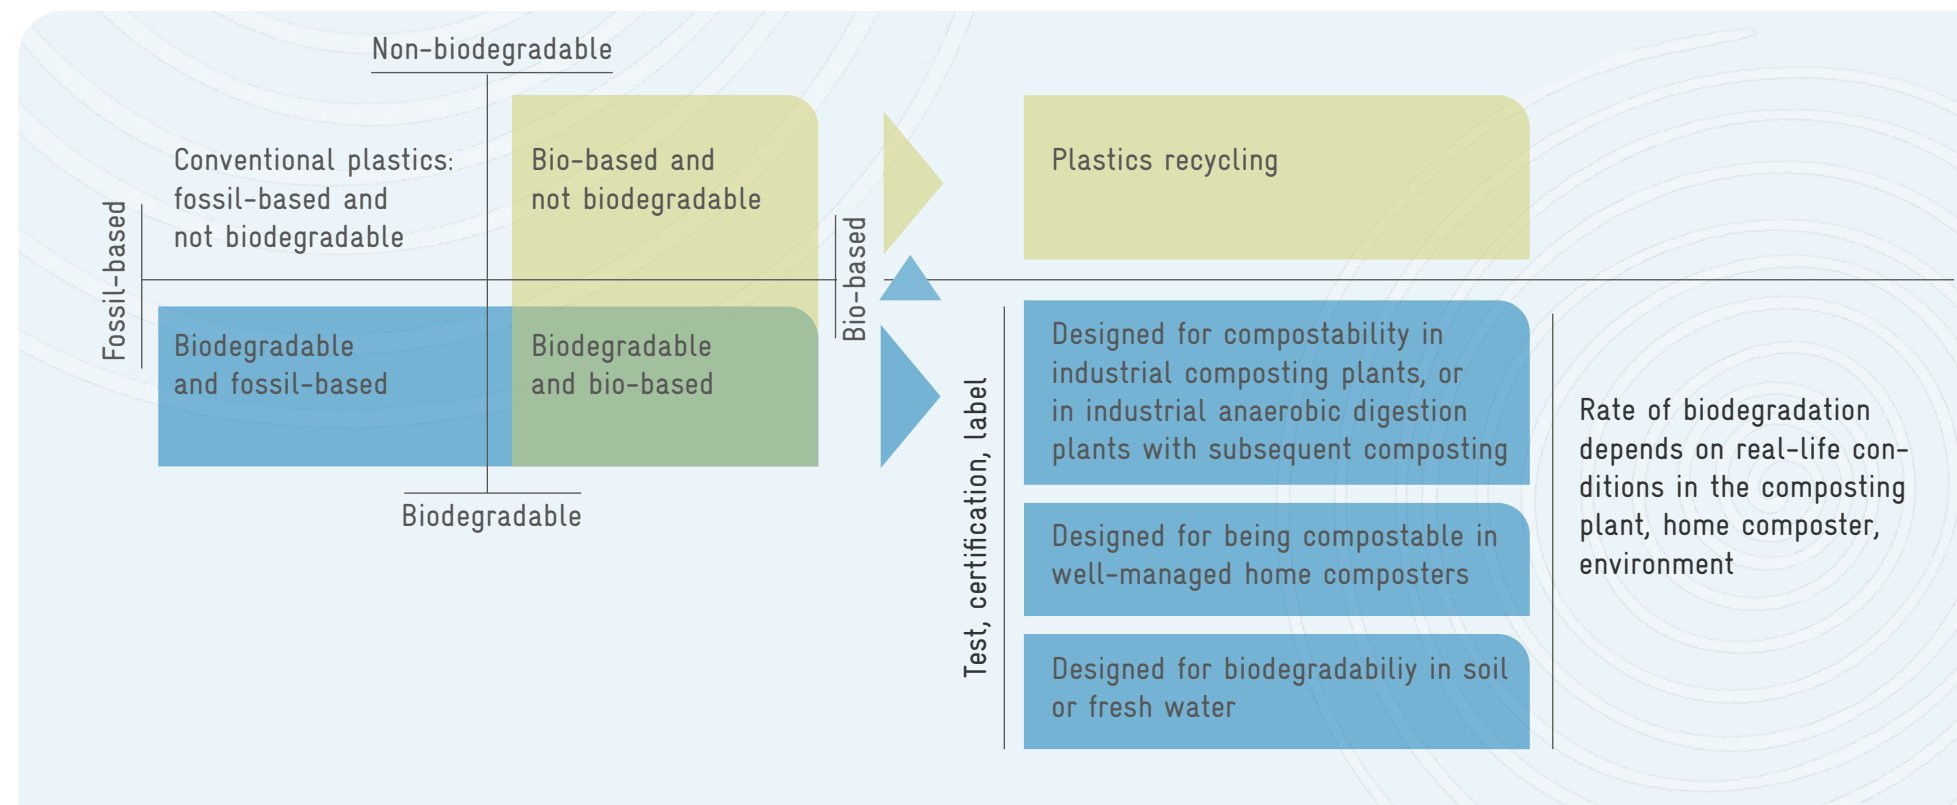 Non-biodegradable
Conventional plastics:
fossil-based and
not biodegradable
Bio-based and
not biodegradable
Fossil-based
Bio-based
Biodegradable
and fossil-based
Biodegradable
and bio-based
Biodegradable
Plastics recycling
Test, certification, label
Designed for compostability in
industrial composting plants, or
in industrial anaerobic digestion
plants with subsequent composting
Designed for being compostable in
well-managed home composters
Designed for biodegradabiliy in soil
or fresh water
Rate of biodegradation
depends on real-life con-
ditions in the composting
plant, home composter,
environment